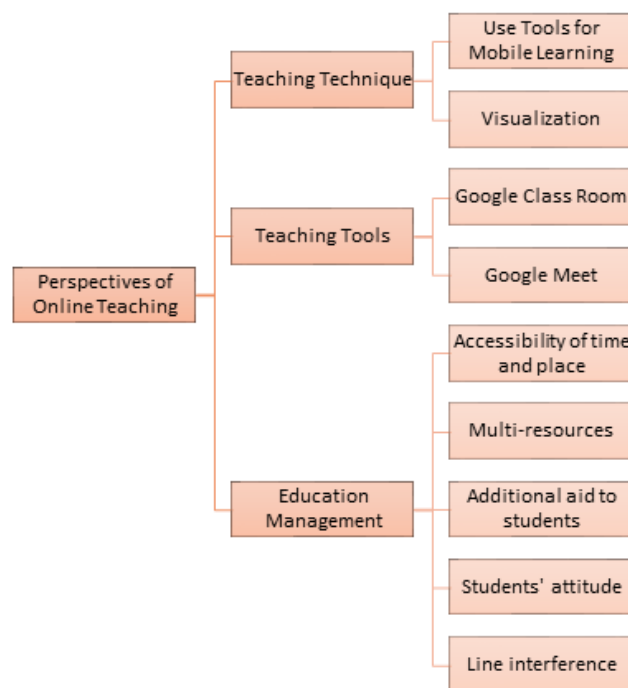 Perspectives of
Online Teaching
Teaching Technique
Use Tools for
Mobile Learning
Visualization
Teaching Tools
Google Class Room
Google Meet
Education
Management
Accessibility of time
and place
Multi-resources
Additional aid to
students
Students' attitude
Line interference